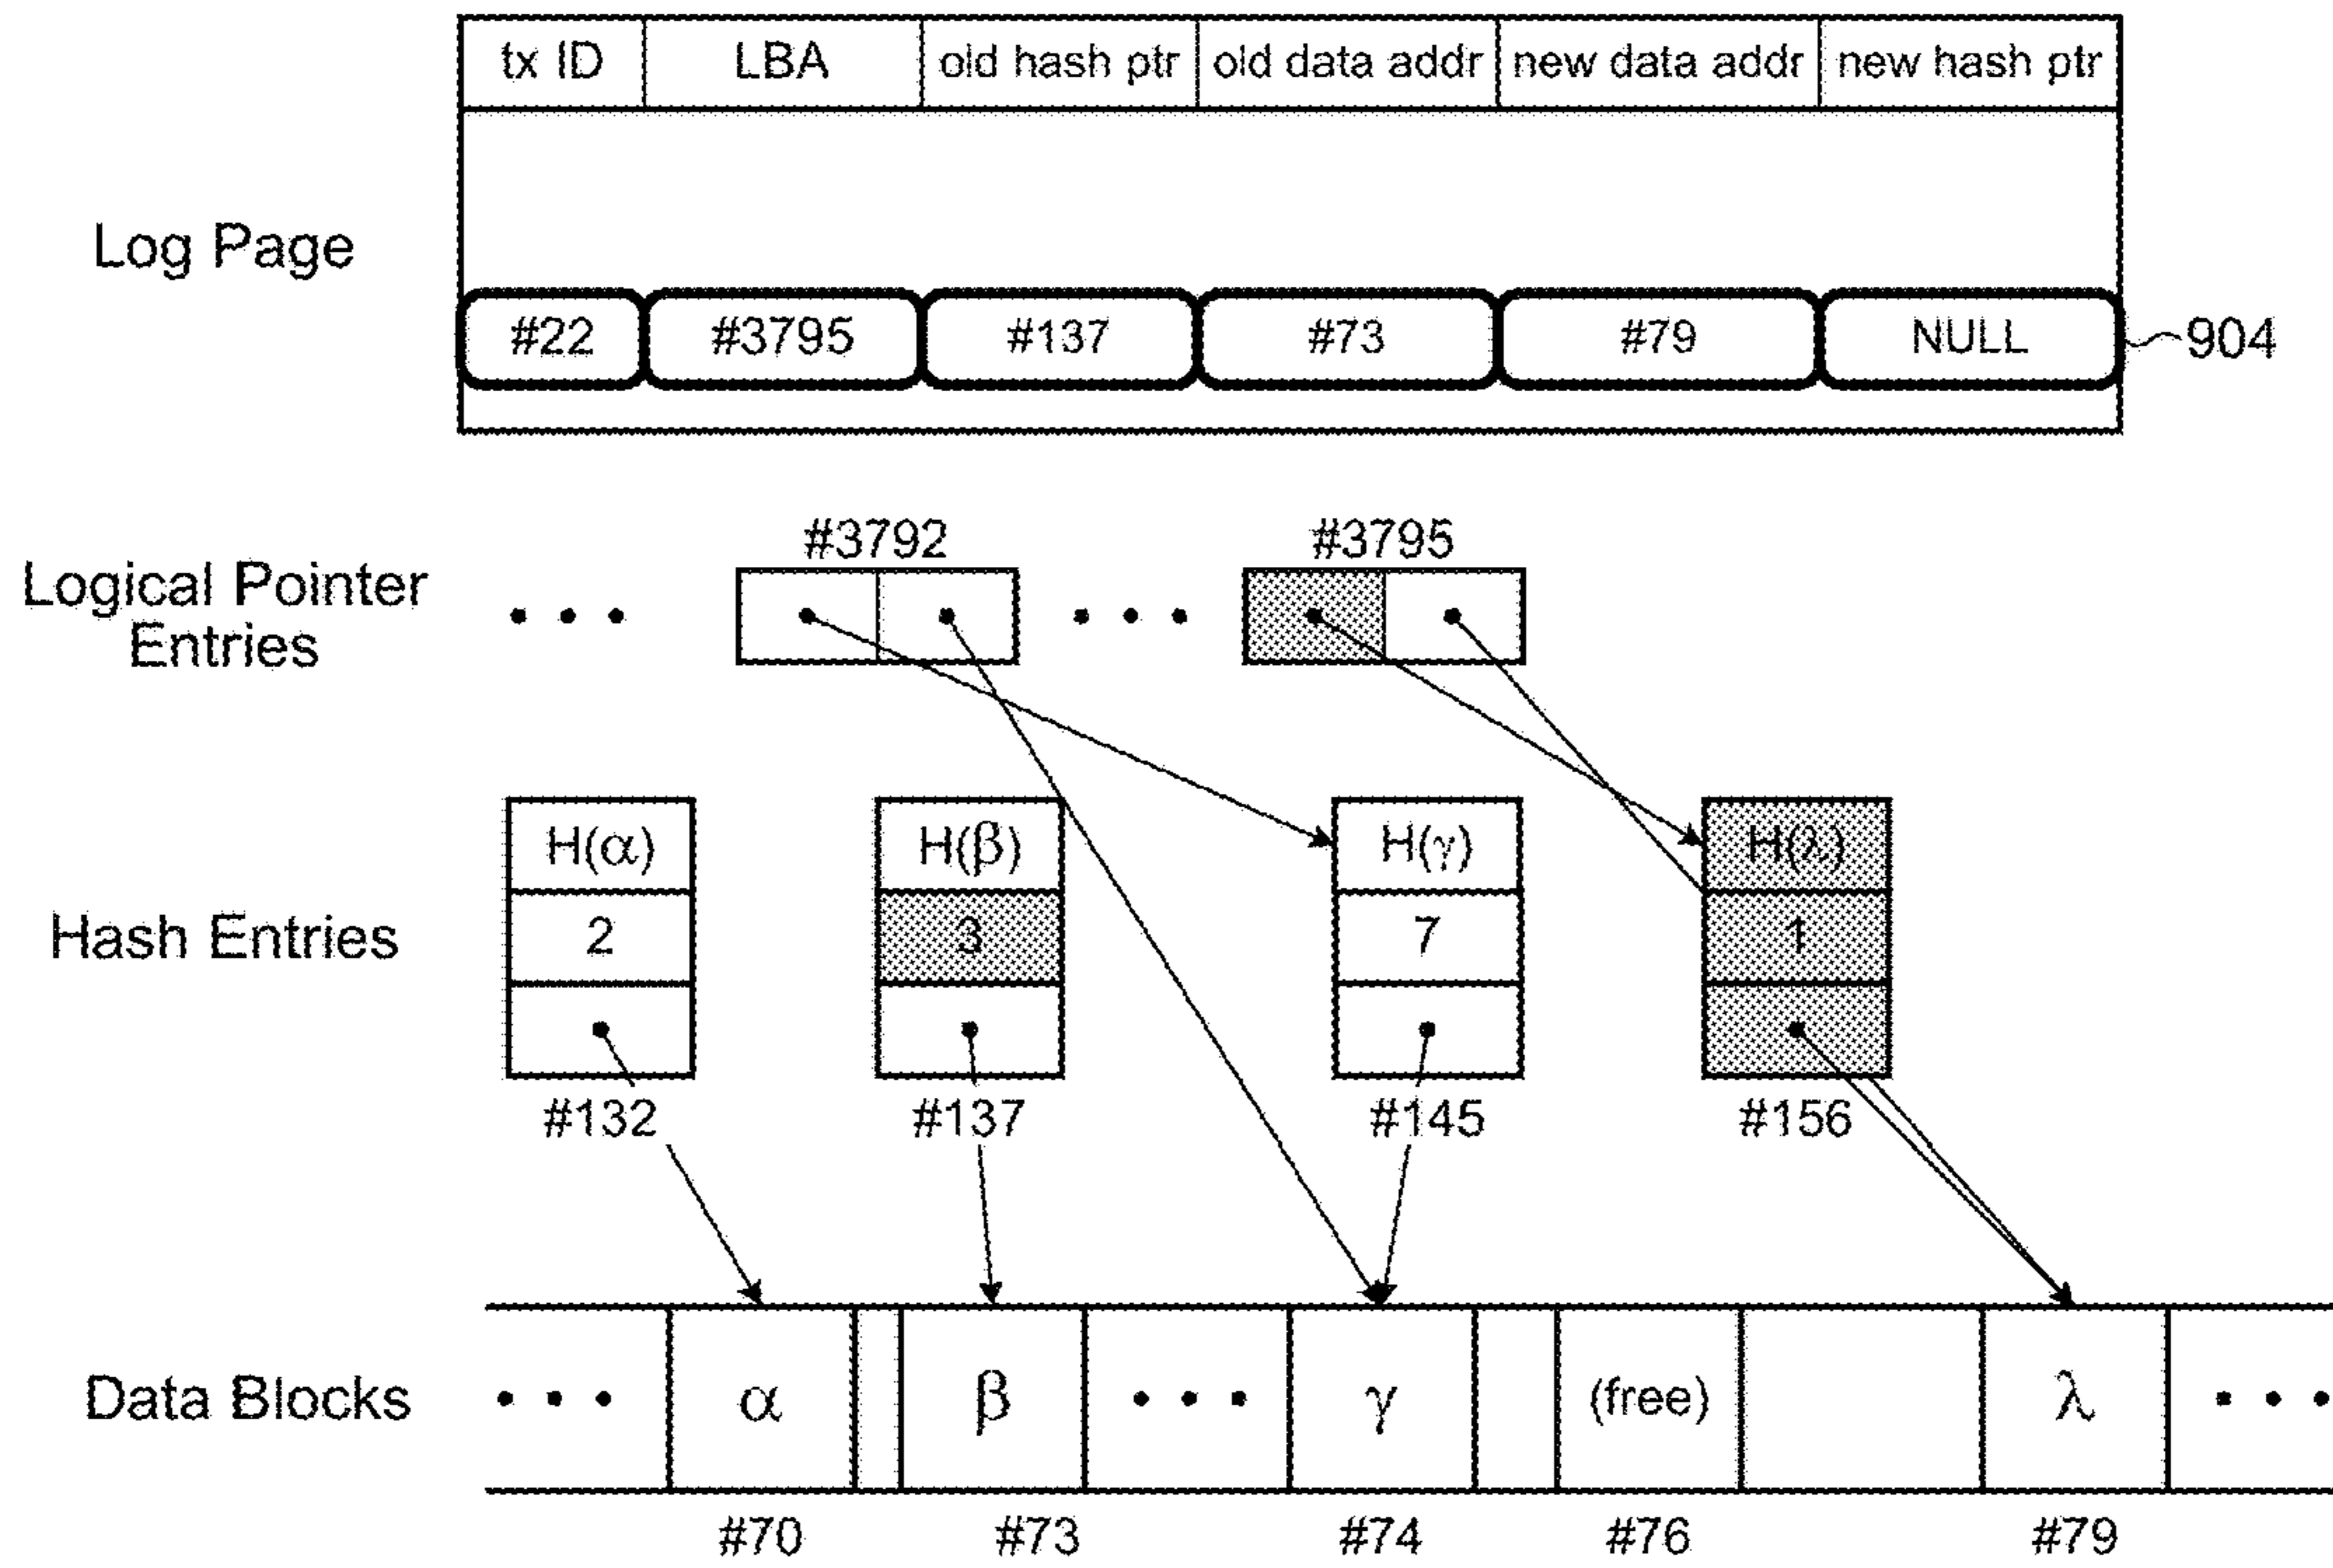 tx ID LBA old hash ptr old data addr new data addr new hash ptr
Log Page
#22 #3795 #137 #73 #79 NULL 904
#3792 #3795
Logical Pointer
Entries
H(α) H(β) H(γ) H(λ)
Hash Entries 2 3 7 1
#132 #137 #145 #156
Data Blocks α β γ (free) λ
#70 #73 #74 #76 #79